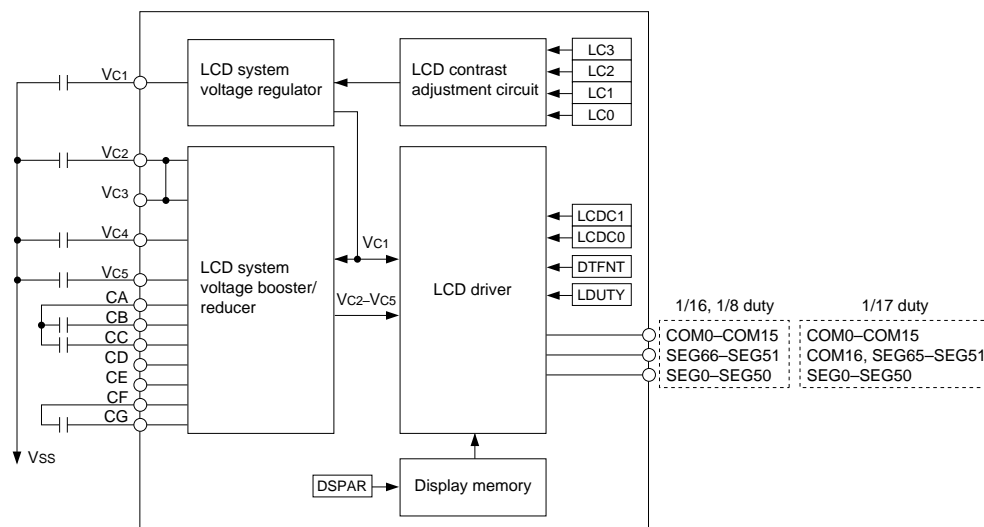 LCD system
voltage regulator
LCD contrast
adjustment circuit
LC3
LC2
LC1
LC0
VC1
VC2
VC3
VC4
VC5
CA
CB
CC
CD
CE
CF
CG
VSS
LCD system
voltage booster/
reducer
VC1
VC2–VC5
LCD driver
LCDC1
LCDC0
DTFNT
LDUTY
1/16, 1/8 duty
COM0–COM15
SEG66–SEG51
SEG0–SEG50
1/17 duty
COM0–COM15
COM16, SEG65–SEG51
SEG0–SEG50
DSPAR
Display memory